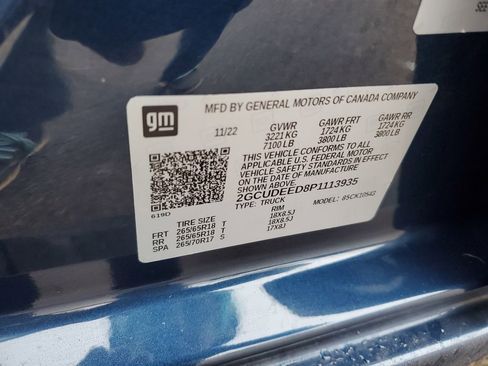 gm
MFD BY GENERAL MOTORS OF CANADA COMPANY
11/22 GVWR GAWR FRT GAWR RR
3221 KG 1724 KG 1724 KG
7100 LB 3800 LB 3800 LB
THIS VEHICLE CONFORMS TO ALL
APPLICABLE U.S. FEDERAL MOTOR
VEHICLE SAFETY STANDARDS IN EFFECT
ON THE DATE OF MANUFACTURE
SHOWN ABOVE.
2GCUDEED8P1113935
619D TYPE: TRUCK MODEL: 85CK10543
TIRE SIZE RIM
FRT 265/65R18 T 18X8.5J
RR 265/65R18 T 18X8.5J
SPA 265/70R17 S 17X8J